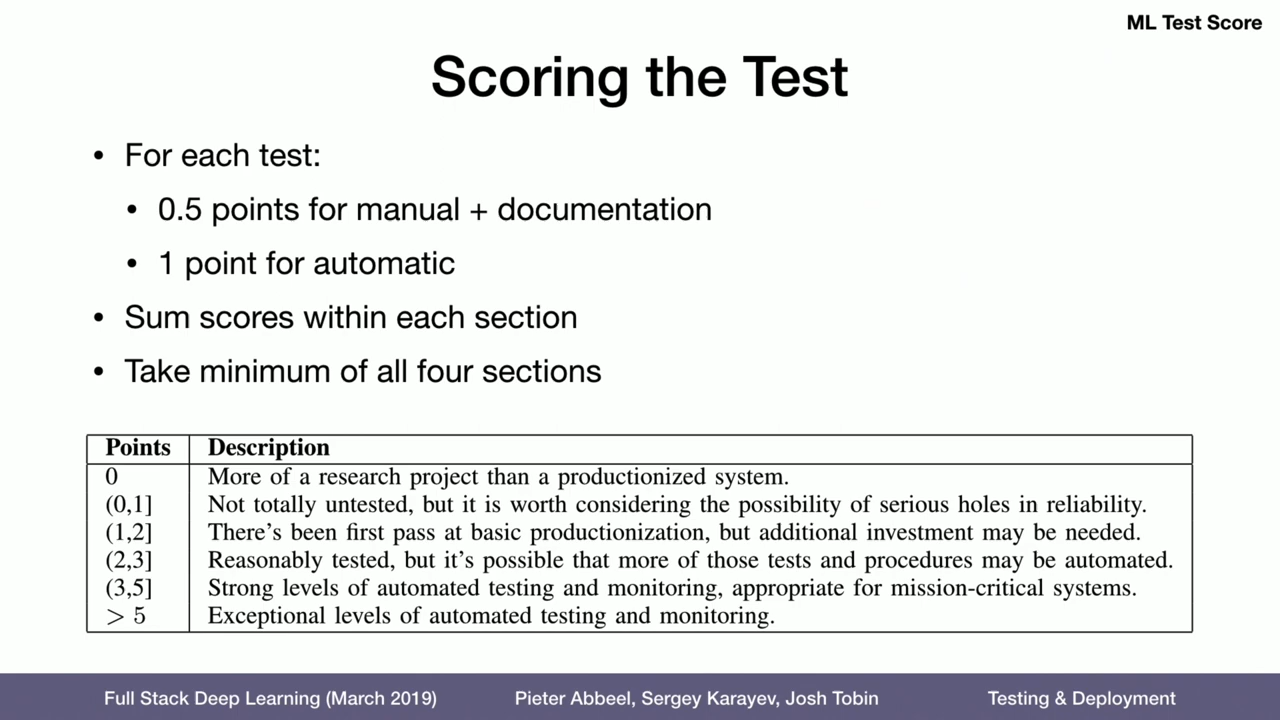 ML Test Score
Scoring the Test
• For each test:
• 0.5 points for manual + documentation
• 1 point for automatic
• Sum scores within each section
• Take minimum of all four sections
Points Description
0 More of a research project than a productionized system.
(0,1] Not totally untested, but it is worth considering the possibility of serious holes in reliability.
(1,2] There's been first pass at basic productionization, but additional investment may be needed.
(2,3] Reasonably tested, but it's possible that more of those tests and procedures may be automated.
(3,5] Strong levels of automated testing and monitoring, appropriate for mission-critical systems.
> 5 Exceptional levels of automated testing and monitoring.
Full Stack Deep Learning (March 2019) Pieter Abbeel, Sergey Karayev, Josh Tobin Testing & Deployment